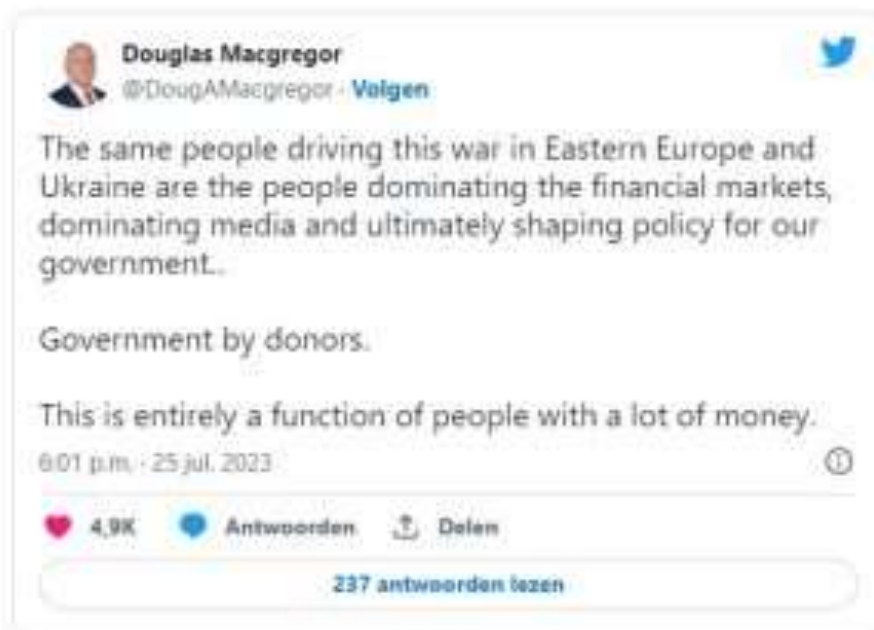 Douglas Macgregor
@DougAMacgregor · Volgen
The same people driving this war in Eastern Europe and
Ukraine are the people dominating the financial markets,
dominating media and ultimately shaping policy for our
government..
Government by donors.
This is entirely a function of people with a lot of money.
6:01 p.m. · 25 jul. 2023
4,9K Antwoorden Delen
237 antwoorden lezen